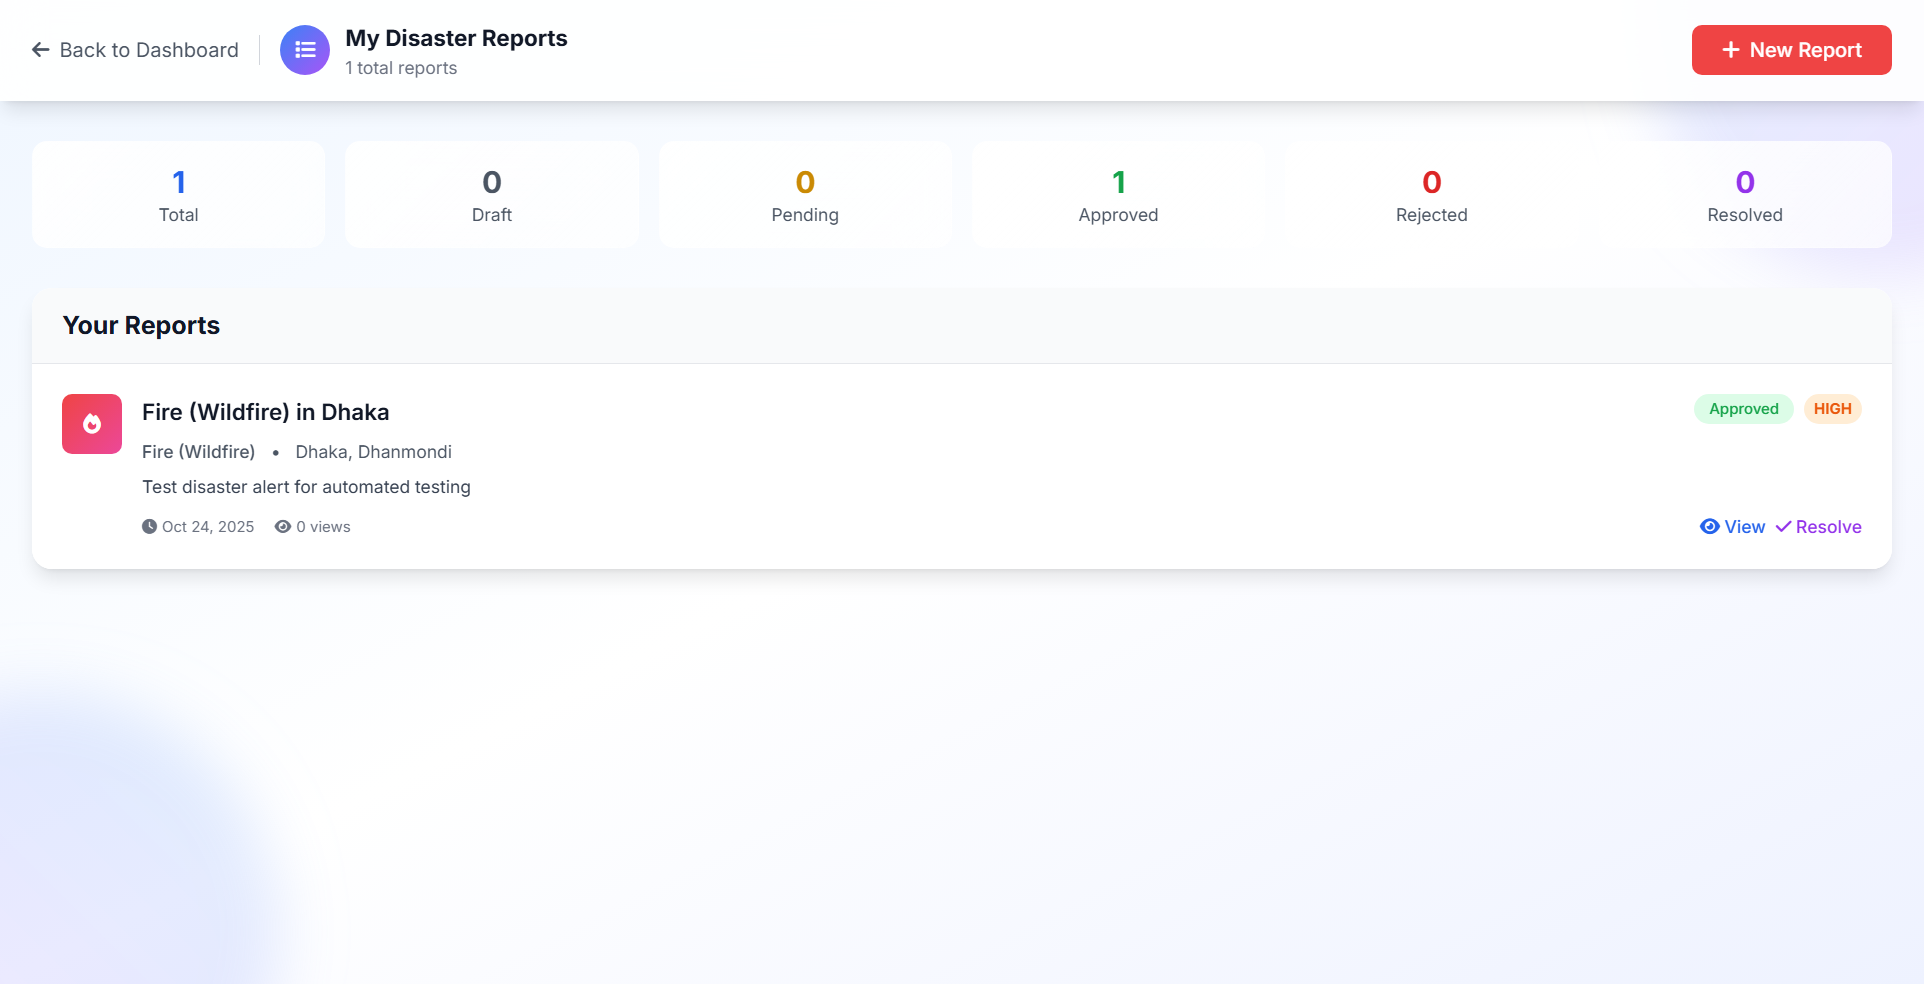 Back to Dashboard
My Disaster Reports
1 total reports
New Report
1
Total
0
Draft
0
Pending
1
Approved
0
Rejected
0
Resolved
Your Reports
Fire (Wildfire) in Dhaka
Approved
HIGH
Fire (Wildfire) • Dhaka, Dhanmondi
Test disaster alert for automated testing
Oct 24, 2025 0 views
View Resolve